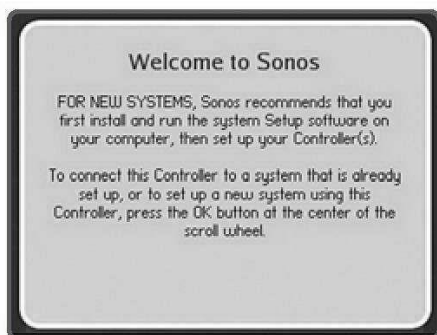 Welcome to Sonos
FOR NEW SYSTEMS, Sonos recommends that you
first install and run the system Setup software on
your computer, then set up your Controller(s).
To connect this Controller to a system that is already
set up, or to set up a new system using this
Controller, press the OK button at the center of the
scroll wheel.